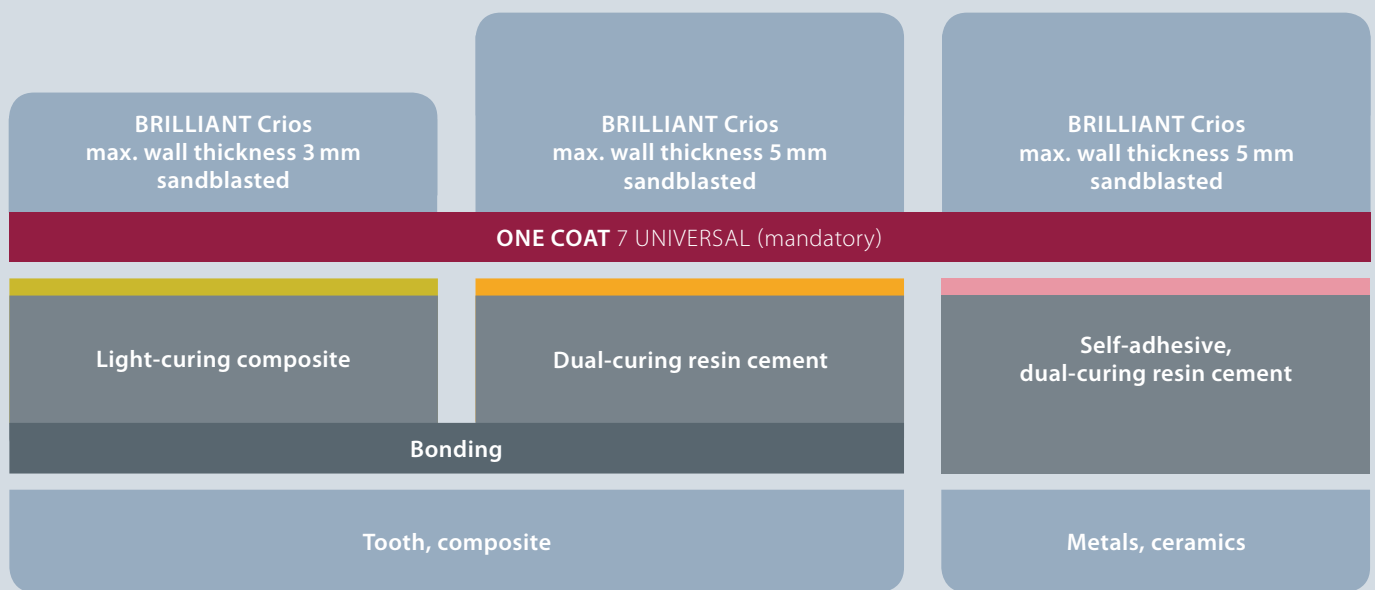 BRILLIANT Crios
max. wall thickness 3 mm
sandblasted
BRILLIANT Crios
max. wall thickness 5 mm
sandblasted
BRILLIANT Crios
max. wall thickness 5 mm
sandblasted
ONE COAT 7 UNIVERSAL (mandatory)
Light-curing composite
Dual-curing resin cement
Self-adhesive,
dual-curing resin cement
Bonding
Tooth, composite
Metals, ceramics